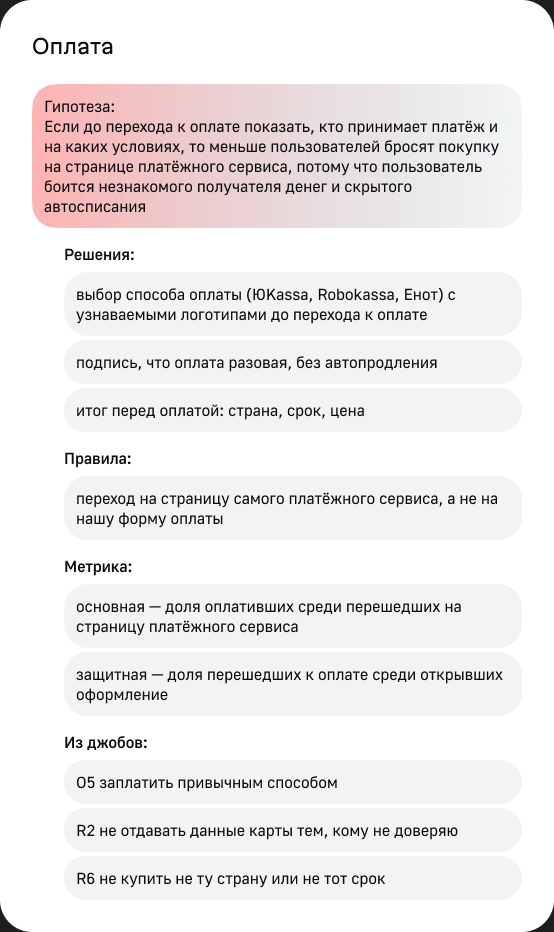 Оплата
Гипотеза:
Если до перехода к оплате показать, кто принимает платёж и
на каких условиях, то меньше пользователей бросят покупку
на странице платёжного сервиса, потому что пользователь
боится незнакомого получателя денег и скрытого
автосписания
Решения:
выбор способа оплаты (ЮKassa, Robokassa, Енот) с
узнаваемыми логотипами до перехода к оплате
подпись, что оплата разовая, без автопродления
итог перед оплатой: страна, срок, цена
Правила:
переход на страницу самого платёжного сервиса, а не на
нашу форму оплаты
Метрика:
основная — доля оплативших среди перешедших на
страницу платёжного сервиса
защитная — доля перешедших к оплате среди открывших
оформление
Из джобов:
O5 заплатить привычным способом
R2 не отдавать данные карты тем, кому не доверяю
R6 не купить не ту страну или не тот срок